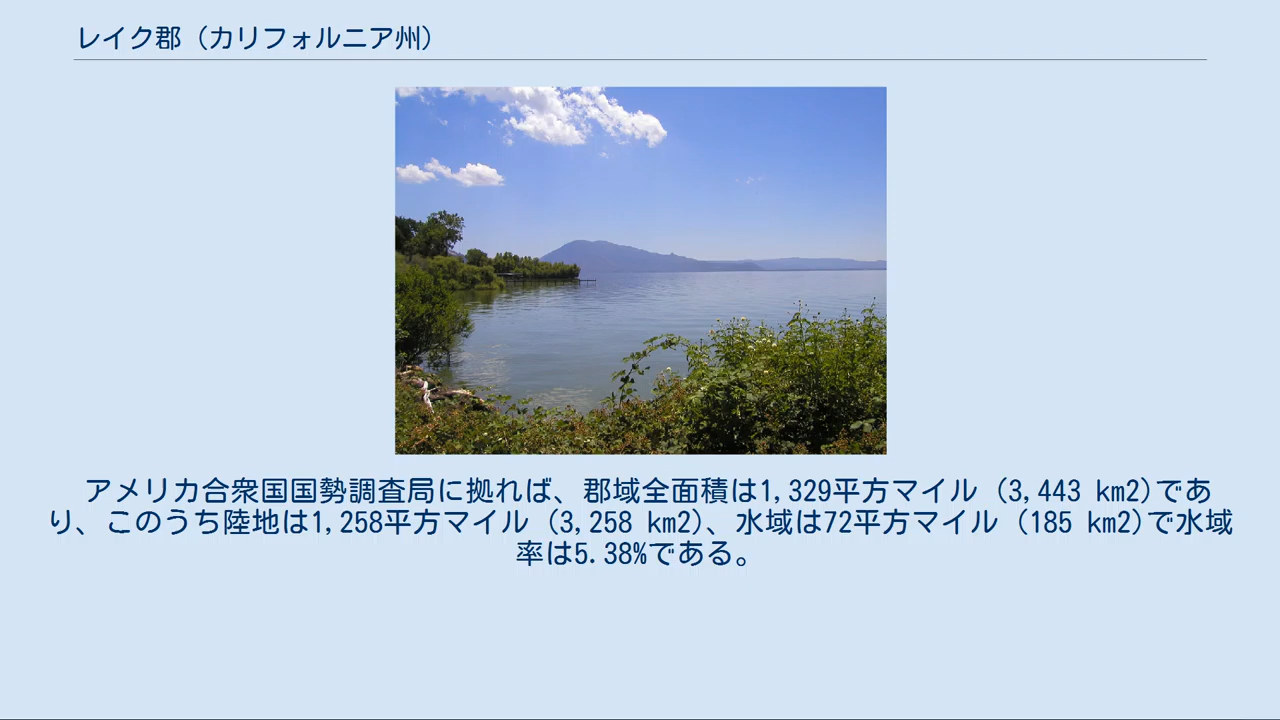 レイク郡（カリフォルニア州）
アメリカ合衆国国勢調査局に拠れば、郡域全面積は1,329平方マイル (3,443 km2)であ
り、このうち陸地は1,258平方マイル (3,258 km2)、水域は72平方マイル (185 km2)で水域
率は5.38%である。